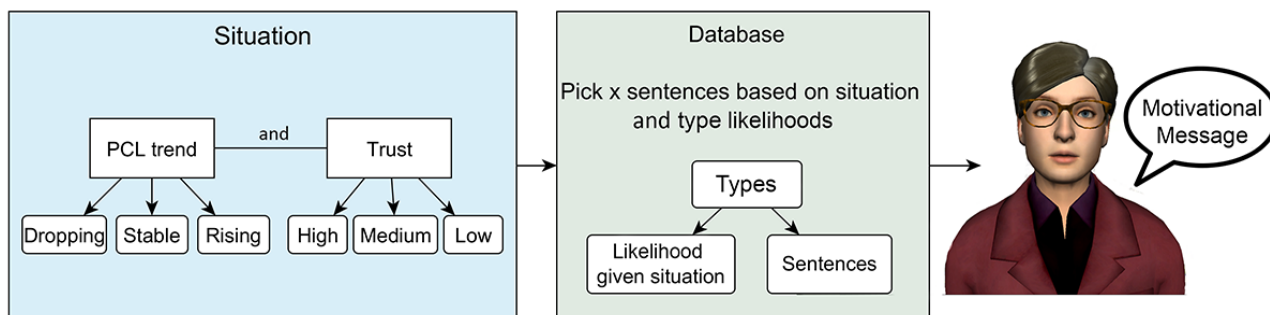 Situation
and
PCL trend
Trust
Dropping
Stable
Rising
High
Medium
Low
Database
Pick x sentences based on situation
and type likelihoods
Types
Likelihood
given situation
Sentences
Motivational
Message